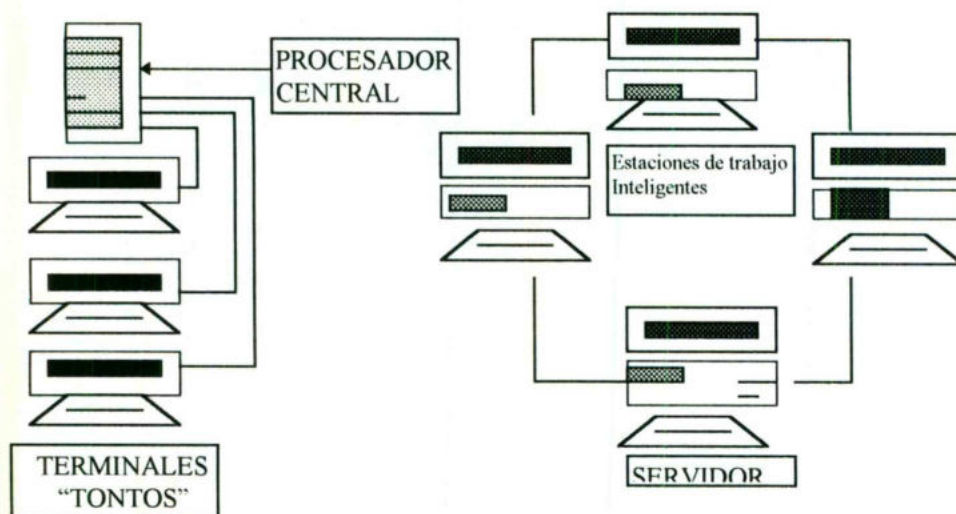 PROCESADOR
CENTRAL
Estaciones de trabajo
Inteligentes
TERMINALES
“TONTOS”
SERVIDOR